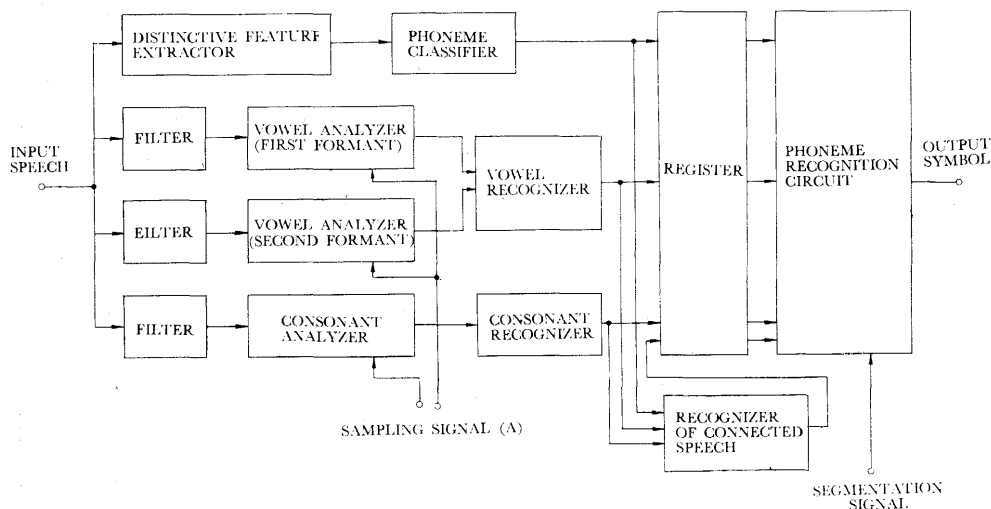 DISTINCTIVE FEATURE
EXTRACTOR
PHONEME
CLASSIFIER
INPUT
SPEECH
FILTER
VOWEL ANALYZER
(FIRST FORMANT)
VOWEL
RECOGNIZER
REGISTER
PHONEME
RECOGNITION
CIRCUIT
OUTPUT
SYMBOL
EILTER
VOWEL ANALYZER
(SECOND FORMANT)
FILTER
CONSONANT
ANALYZER
CONSONANT
RECOGNIZER
SAMPLING SIGNAL (A)
RECOGNIZER
OF CONNECTED
SPEECH
SEGMENTATION
SIGNAL